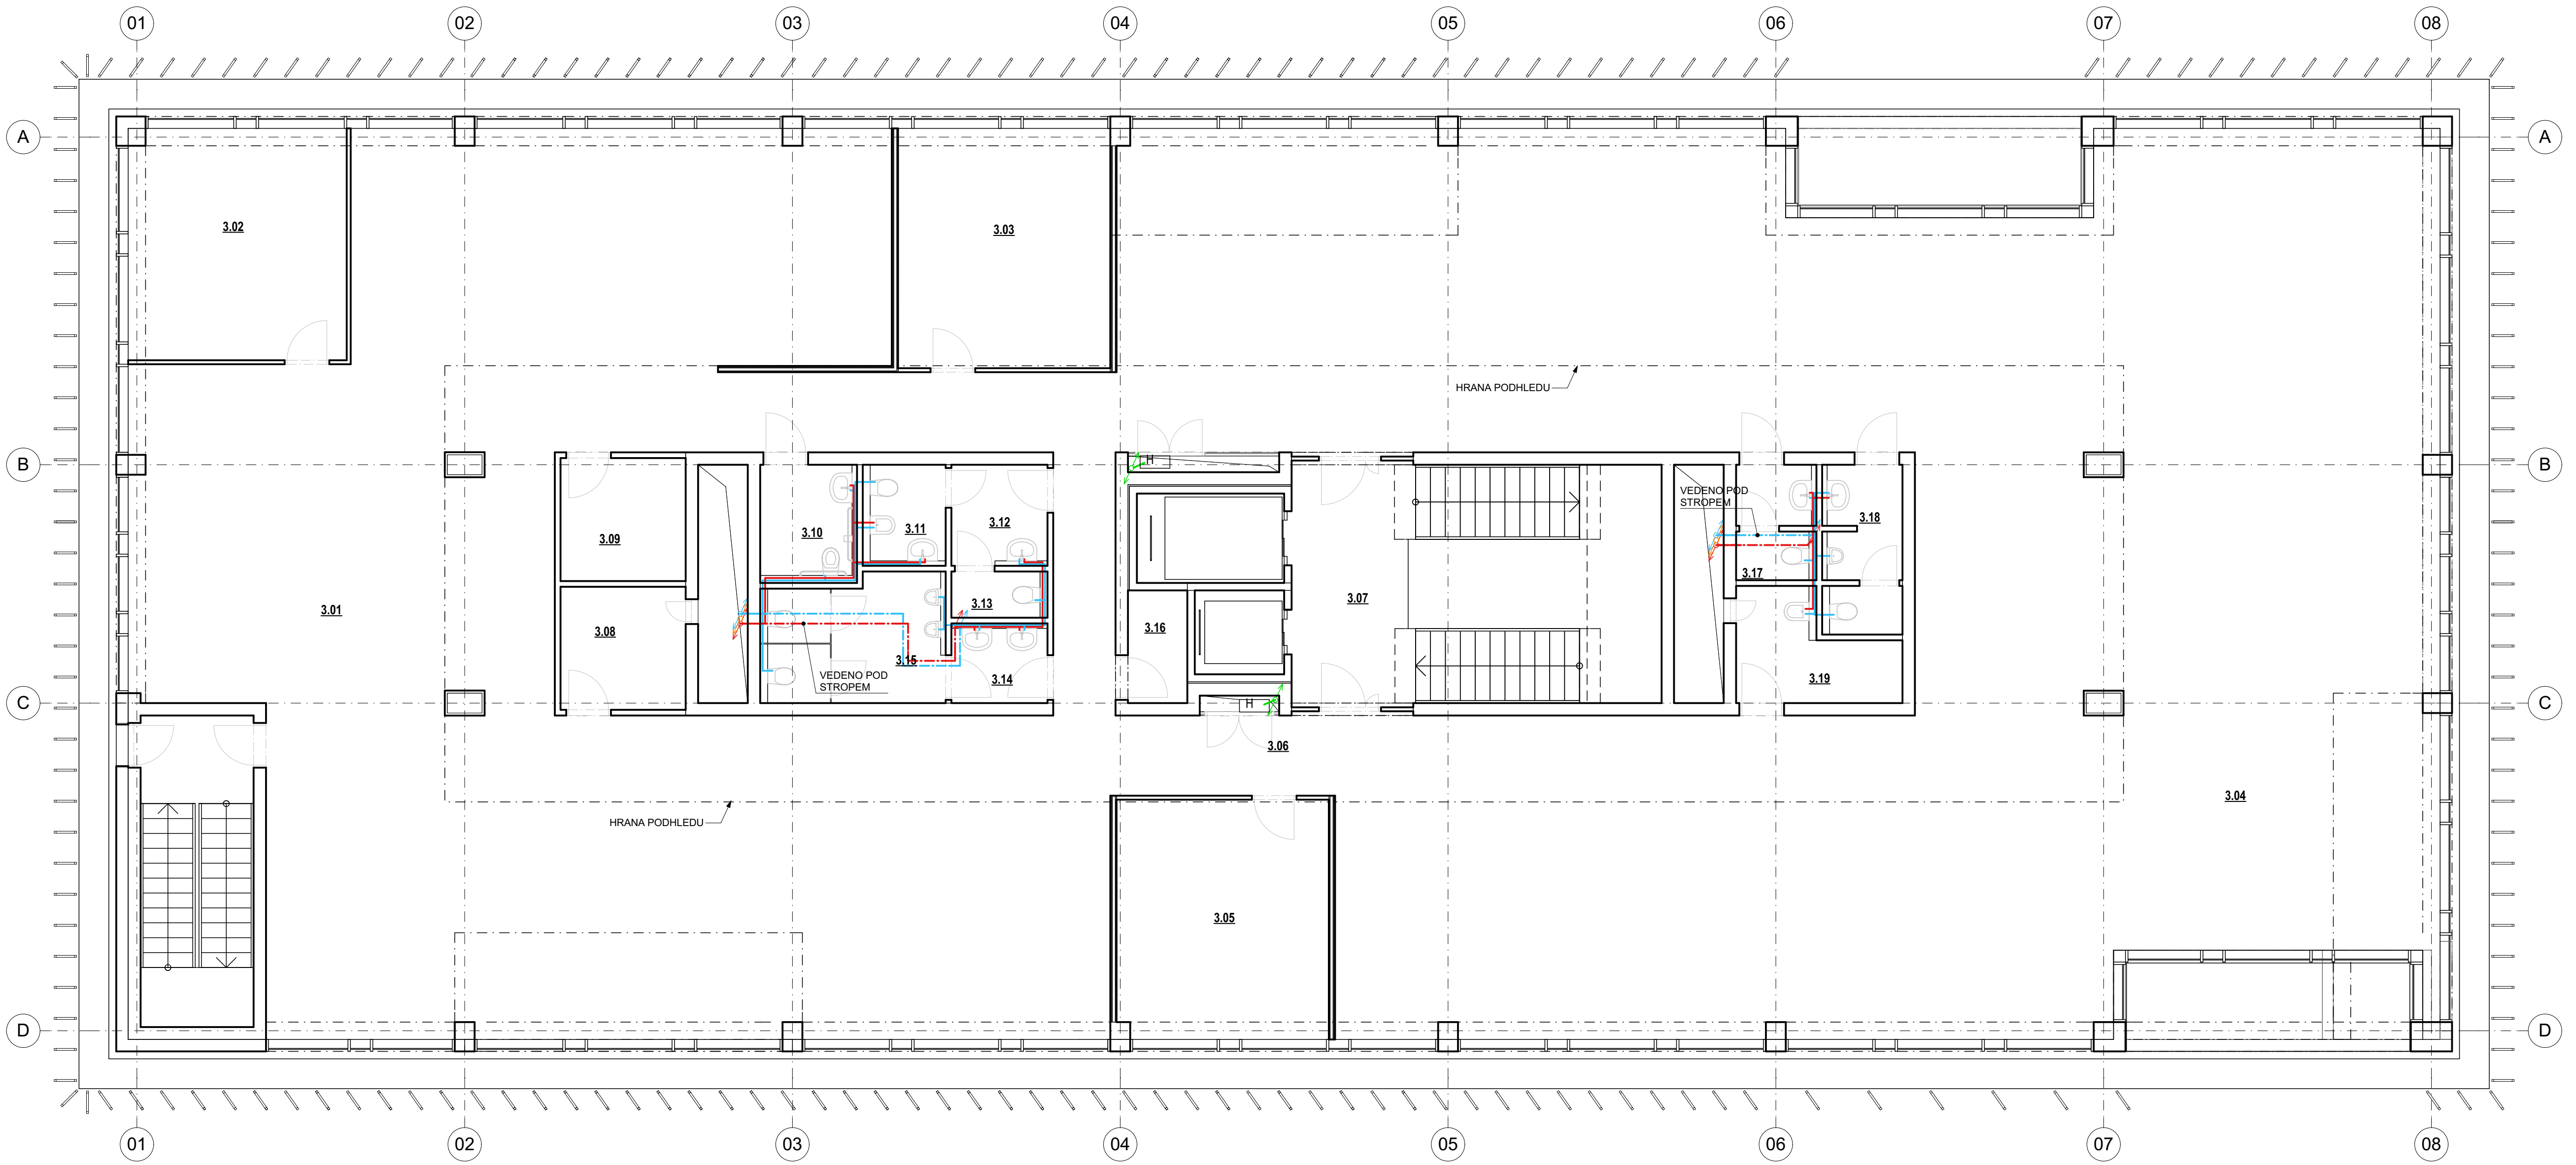 01 02 03 04 05 06 07 08
A A
3.02
3.03
HRANA PODHLEDU
B B
H
VEDENO POD
STROPEM
3.09
3.10
3.11
3.12
3.18
3.17
3.01
3.08
3.13
3.16
3.07
3.15
3.14
VEDENO POD
STROPEM
3.19
C C
H
3.06
3.04
HRANA PODHLEDU
3.05
D D
01 02 03 04 05 06 07 08